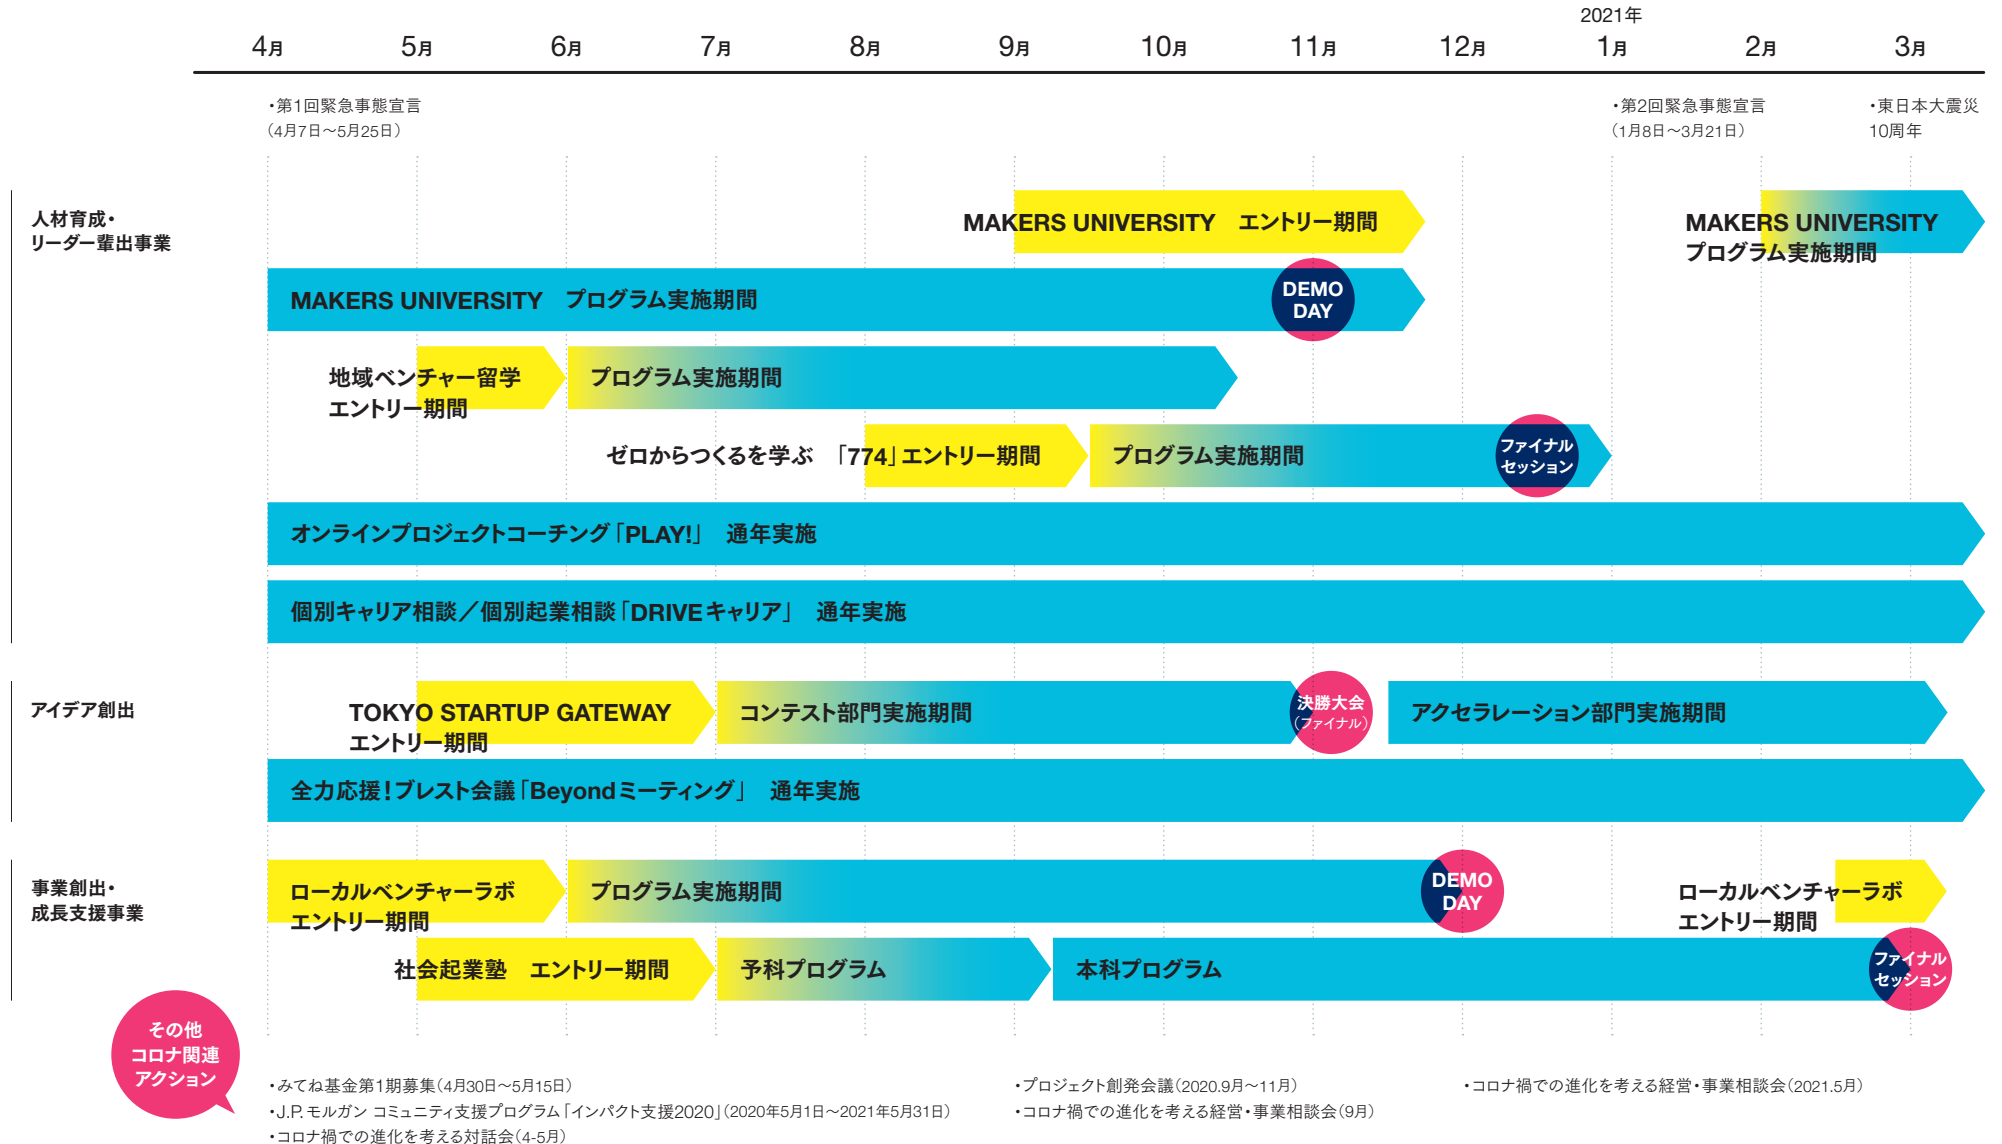 2021年
4月 5月 6月 7月 8月 9月 10月 11月 12月 1月 2月 3月
・第1回緊急事態宣言
（4月7日〜5月25日）
・第2回緊急事態宣言
（1月8日〜3月21日）
・東日本大震災
10周年
人材育成・
リーダー輩出事業
MAKERS UNIVERSITY エントリー期間
MAKERS UNIVERSITY
プログラム実施期間
MAKERS UNIVERSITY プログラム実施期間
DEMO
DAY
地域ベンチャー留学
エントリー期間
プログラム実施期間
ゼロからつくるを学ぶ 「774」エントリー期間
プログラム実施期間
ファイナル
セッション
オンラインプロジェクトコーチング「PLAY!」 通年実施
個別キャリア相談／個別起業相談「DRIVEキャリア」 通年実施
アイデア創出
TOKYO STARTUP GATEWAY
エントリー期間
コンテスト部門実施期間
決勝大会
（ファイナル）
アクセラレーション部門実施期間
全力応援！ブレスト会議「Beyondミーティング」 通年実施
事業創出・
成長支援事業
ローカルベンチャーラボ
エントリー期間
プログラム実施期間
DEMO
DAY
ローカルベンチャーラボ
エントリー期間
社会起業塾 エントリー期間
予科プログラム
本科プログラム
ファイナル
セッション
その他
コロナ関連
アクション
・みてね基金第1期募集（4月30日〜5月15日）
・J.P. モルガン コミュニティ支援プログラム「インパクト支援2020」（2020年5月1日〜2021年5月31日）
・コロナ禍での進化を考える対話会（4-5月）
・プロジェクト創発会議（2020.9月〜11月）
・コロナ禍での進化を考える経営・事業相談会（9月）
・コロナ禍での進化を考える経営・事業相談会（2021.5月）